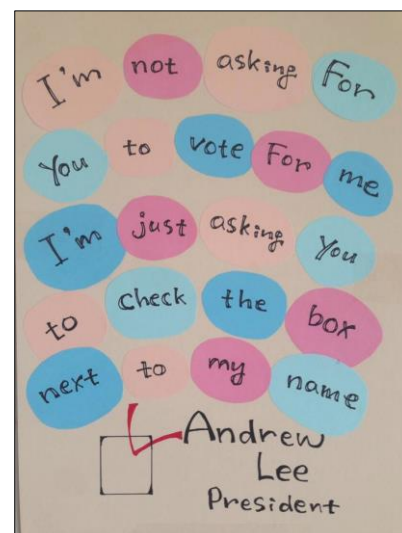 I'm not asking For
You to vote For me
I'm just asking You
to check the box
next to my name
Andrew
Lee
President